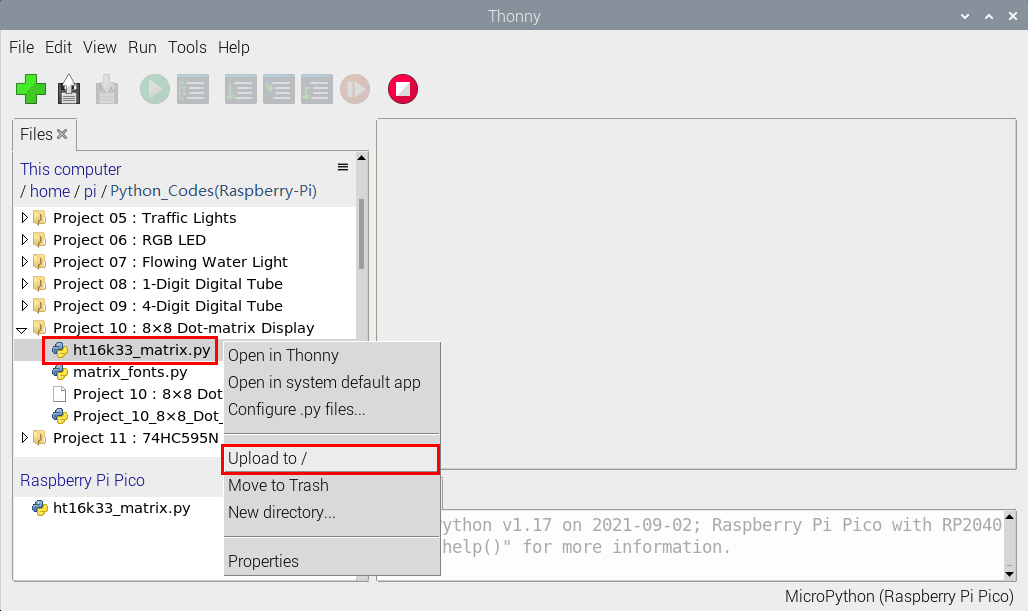 Thonny
File Edit View Run Tools Help
Files
This computer
/ home / pi / Python_Codes(Raspberry-Pi)
Project 05 : Traffic Lights
Project 06 : RGB LED
Project 07 : Flowing Water Light
Project 08 : 1-Digit Digital Tube
Project 09 : 4-Digit Digital Tube
Project 10 : 8×8 Dot-matrix Display
ht16k33_matrix.py
matrix_fonts.py
Project 10 : 8×8 Dot
Project_10_8×8_Dot_
Project 11 : 74HC595N
Open in Thonny
Open in system default app
Configure .py files...
Upload to /
Move to Trash
New directory...
Properties
Raspberry Pi Pico
ht16k33_matrix.py
ython v1.17 on 2021-09-02; Raspberry Pi Pico with RP2040
help()" for more information.
MicroPython (Raspberry Pi Pico)